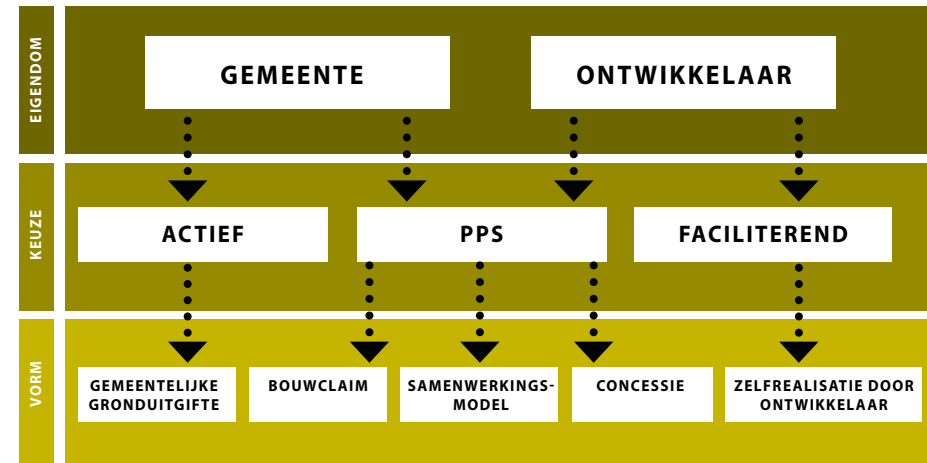 EIGENDOM
GEMEENTE
ONTWIKKELAAR
KEUZE
ACTIEF
PPS
FACILITEREND
VORM
GEMEENTELIJKE
GRONDUITGIFTE
BOUWCLAIM
SAMENWERKINGS-
MODEL
CONCESSIE
ZELFREALISATIE DOOR
ONTWIKKELAAR